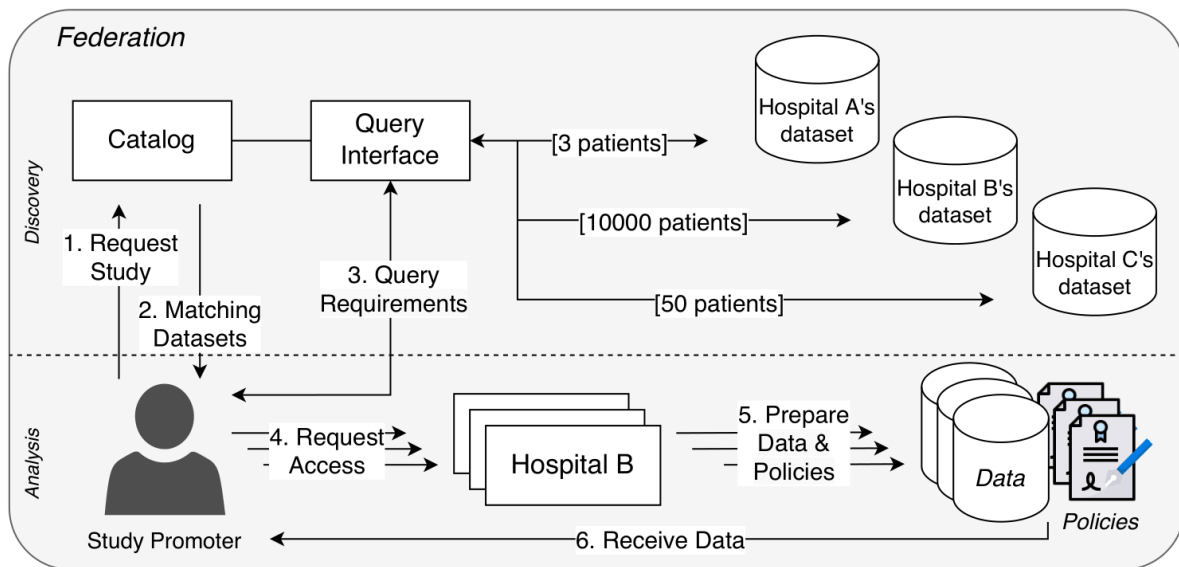 Federation
Discovery
Catalog
Query
Interface
[3 patients]
[10000 patients]
[50 patients]
Hospital A's
dataset
Hospital B's
dataset
Hospital C's
dataset
1. Request
Study
2. Matching
Datasets
3. Query
Requirements
Analysis
Study Promoter
4. Request
Access
Hospital B
5. Prepare
Data &
Policies
Data
Policies
6. Receive Data